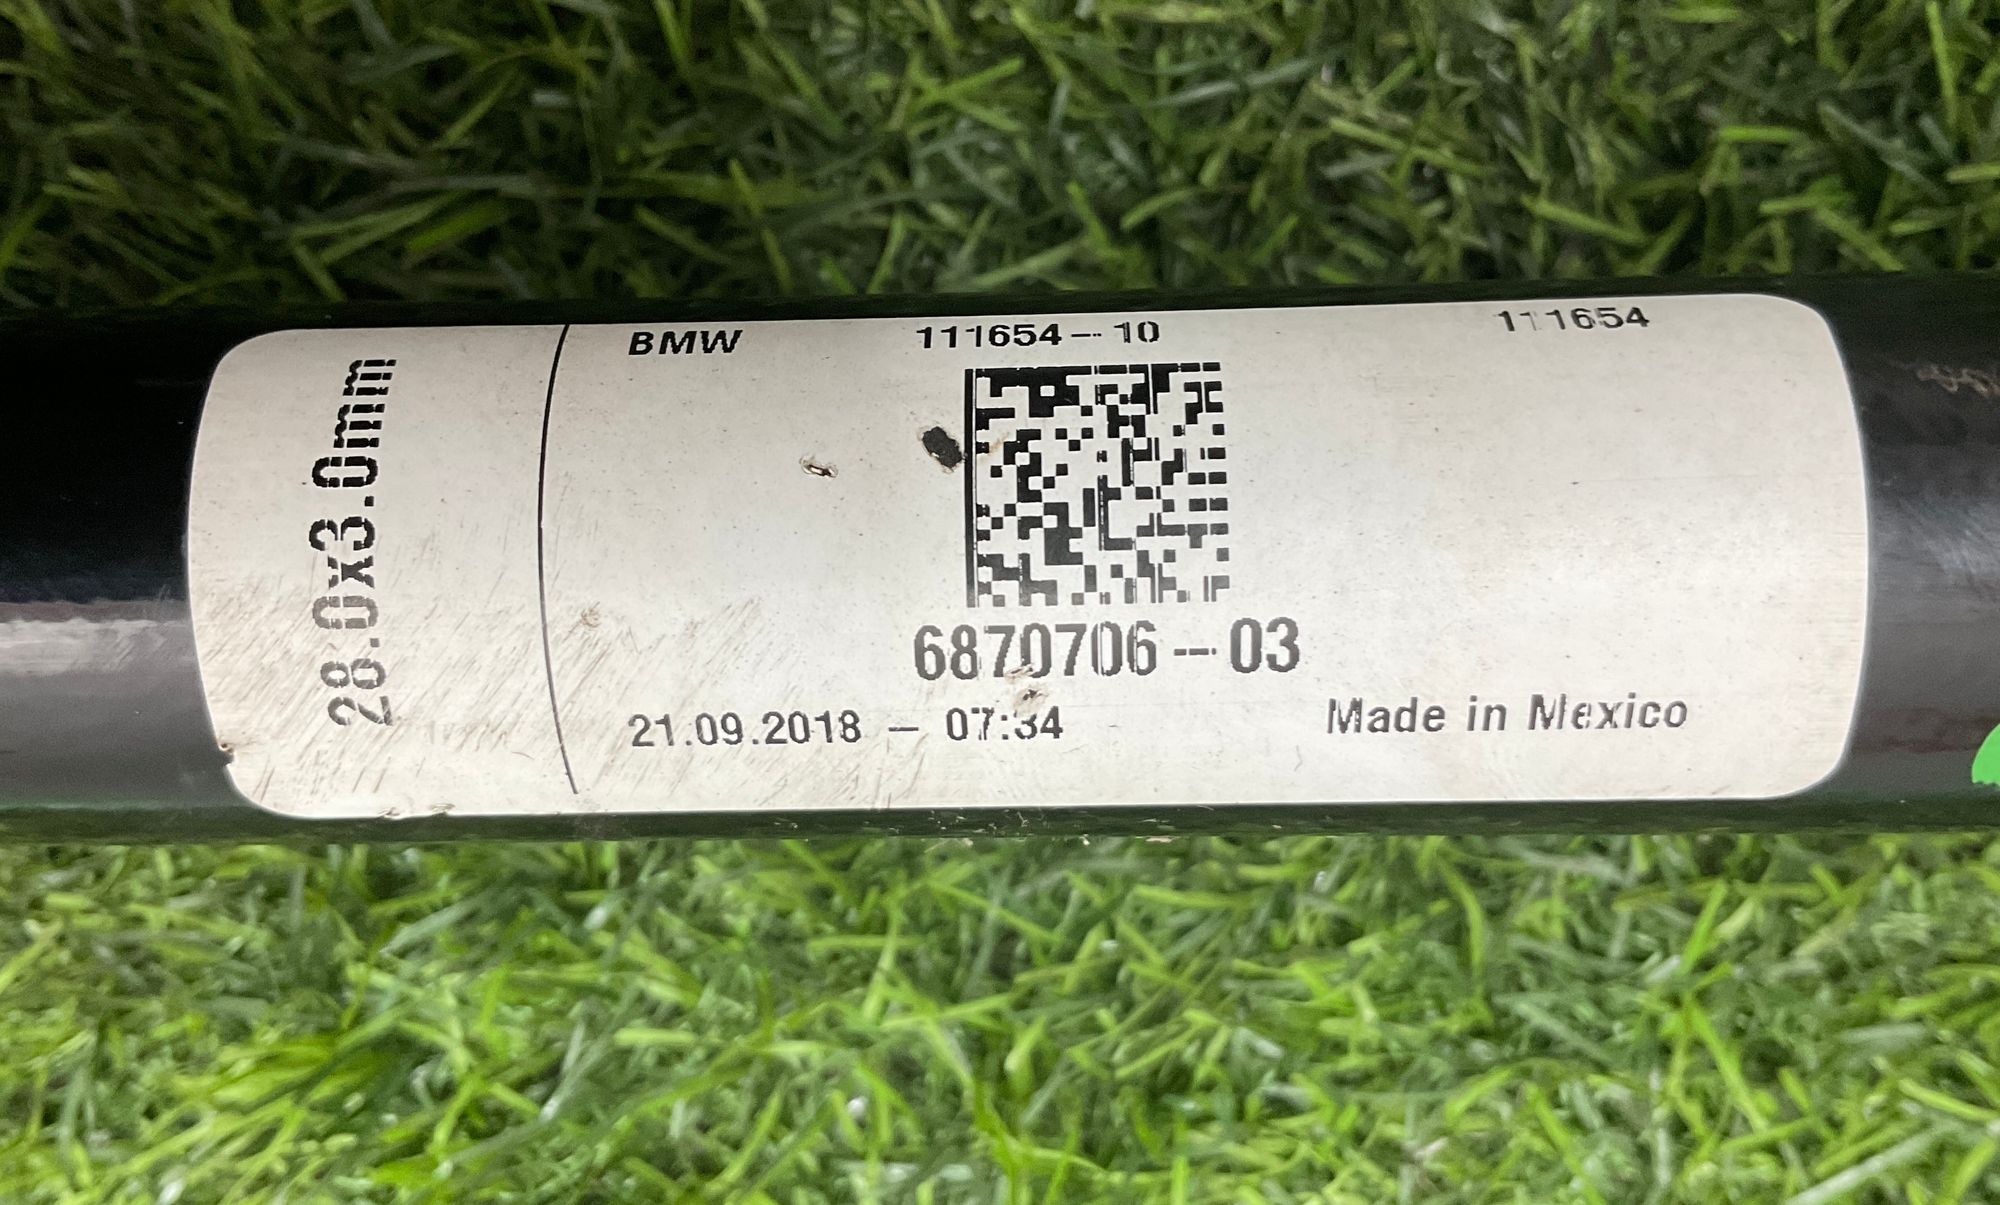 28.0x3.0mm
BMW 111654-10 111654
6870706-03
21.09.2018 - 07:34 Made in Mexico